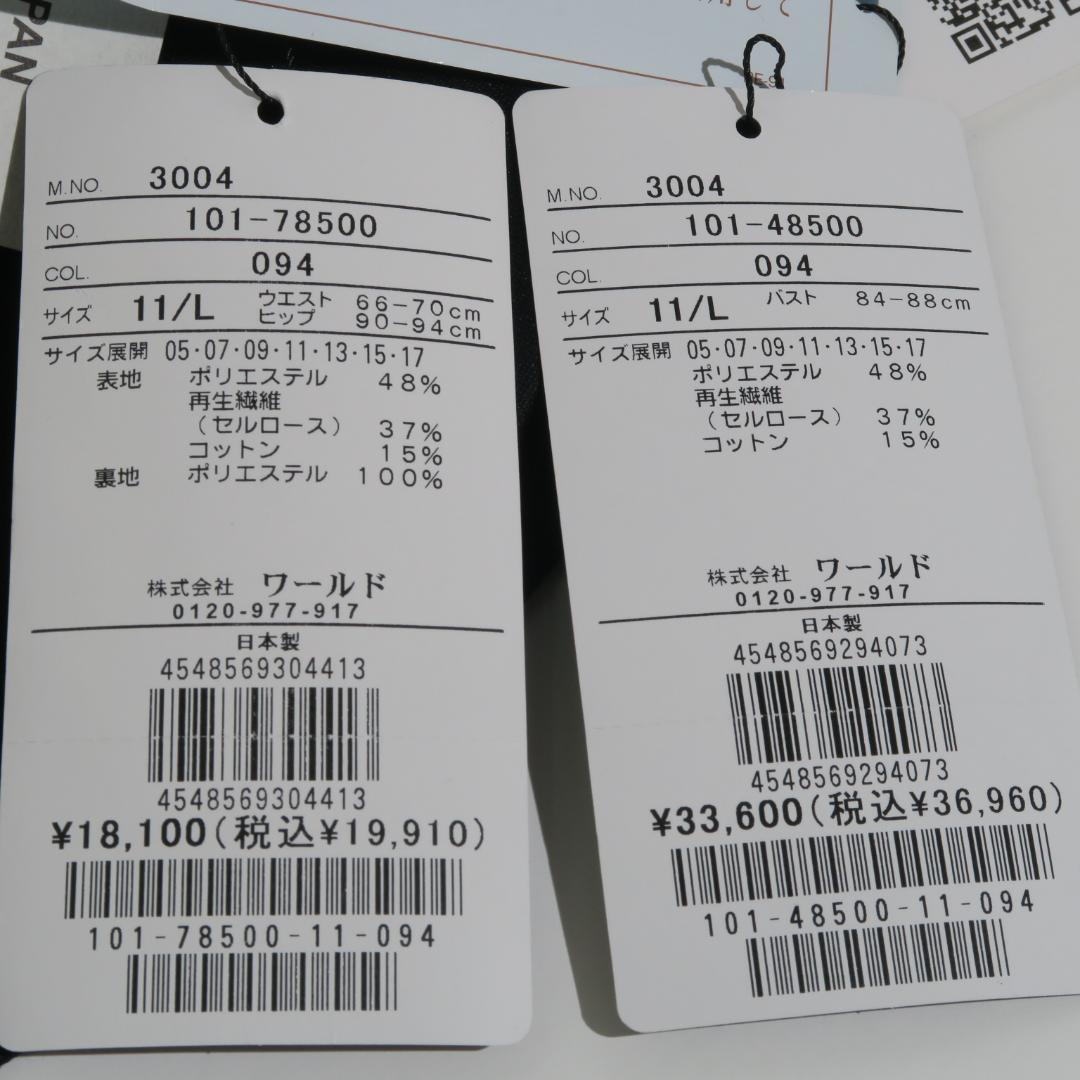 PAN
して
M.NO. 3004
NO. 101-78500
COL. 094
サイズ 11/L ウエスト 66-70cm
ヒップ 90-94cm
サイズ展開 05・07・09・11・13・15・17
表地 ポリエステル 48%
再生繊維
(セルロース) 37%
コットン 15%
裏地 ポリエステル 100%
株式会社 ワールド
0120-977-917
日本製
4548569304413
4548569304413
¥18,100(税込¥19,910)
101-78500-11-094
M.NO. 3004
NO. 101-48500
COL. 094
サイズ 11/L バスト 84-88cm
サイズ展開 05・07・09・11・13・15・17
ポリエステル 48%
再生繊維
(セルロース) 37%
コットン 15%
株式会社 ワールド
0120-977-917
日本製
4548569294073
4548569294073
¥33,600(税込¥36,960)
101-48500-11-094